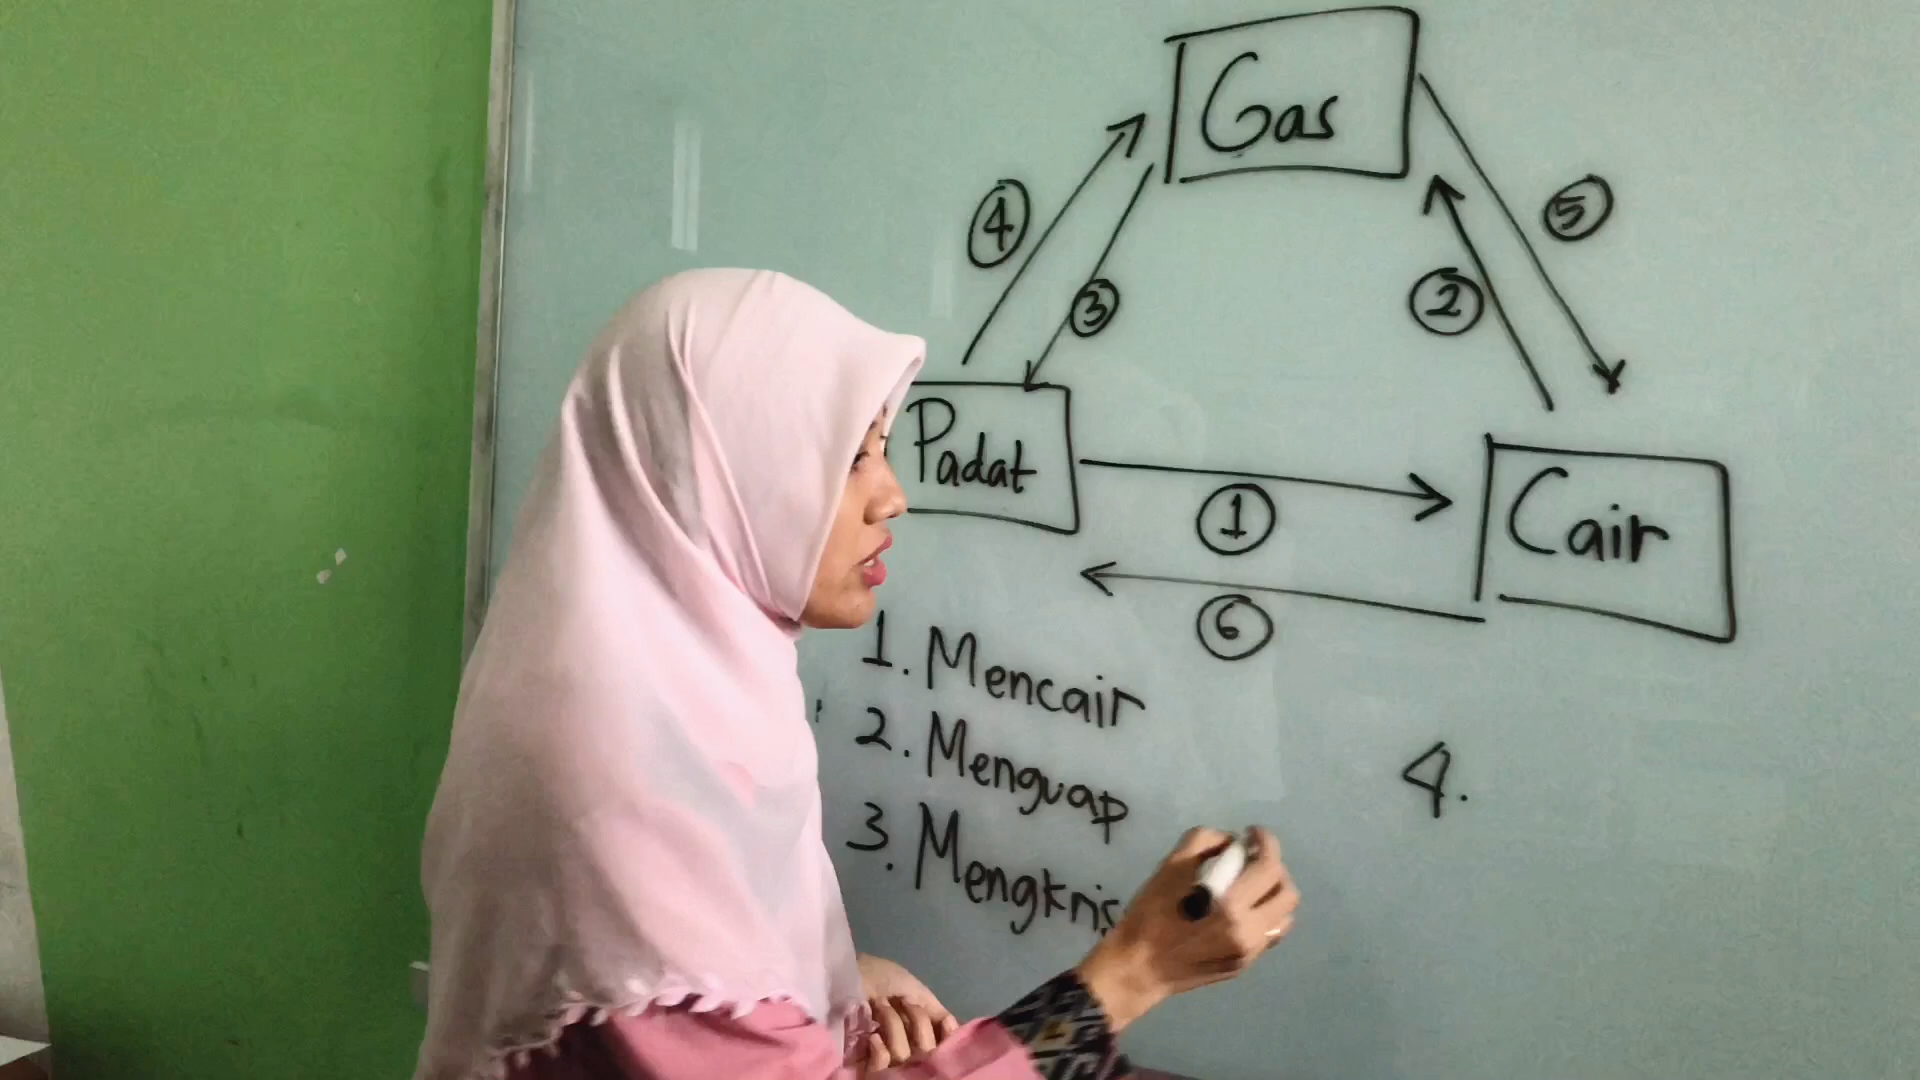 Gas
4
5
3
2
Padat
1
Cair
6
1. Mencair
2. Menguap
3. Mengkris
4.